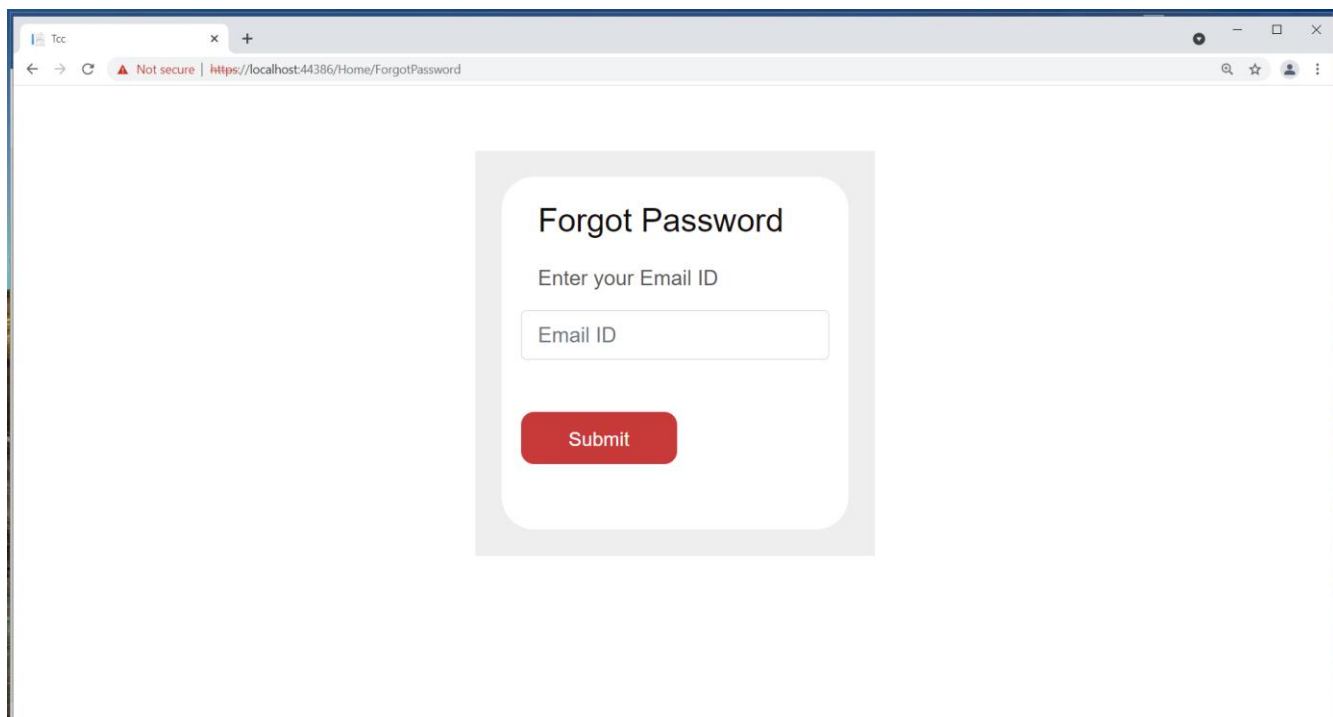 Tcc
Not secure | https://localhost:44386/Home/ForgotPassword
Forgot Password
Enter your Email ID
Email ID
Submit